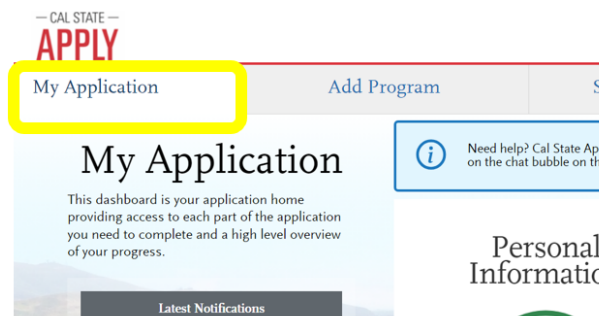 CAL STATE
APPLY
My Application
Add Program
S
My Application
This dashboard is your application home
providing access to each part of the application
you need to complete and a high level overview
of your progress.
Latest Notifications
Need help? Cal State Ap
on the chat bubble on th
Personal
Informatio